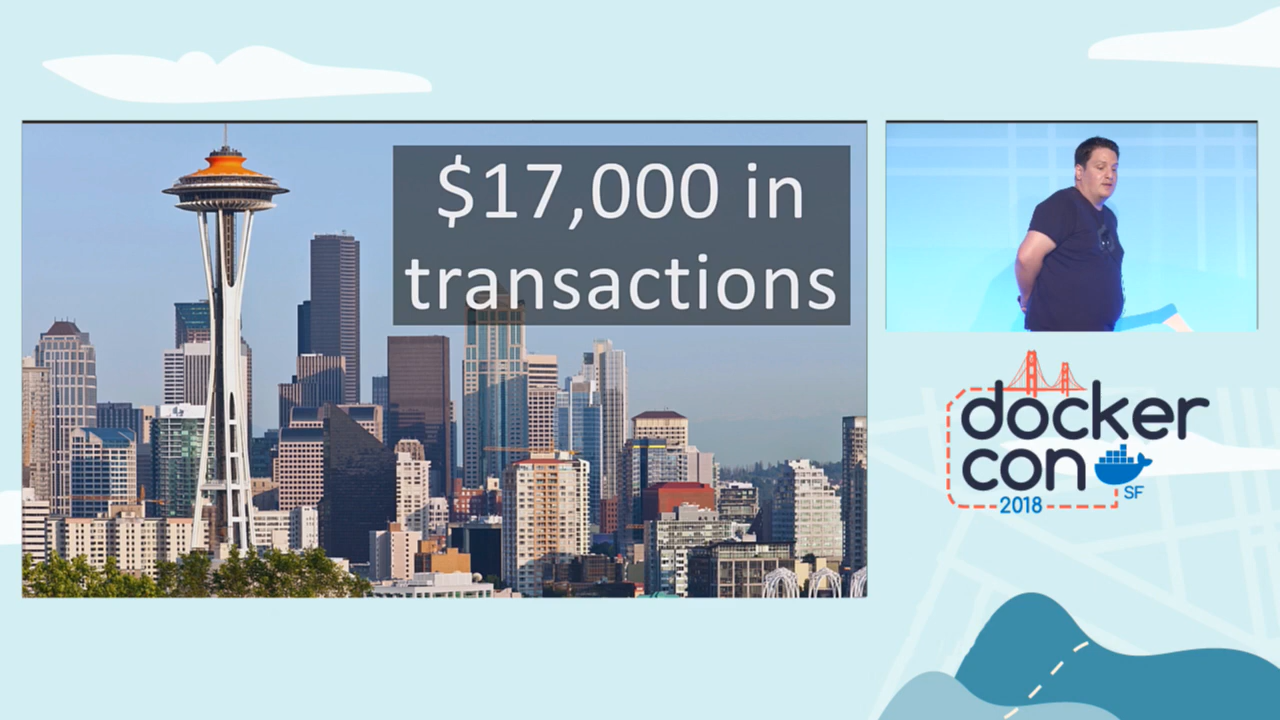 $17,000 in
transactions
docker
con
SF
2018